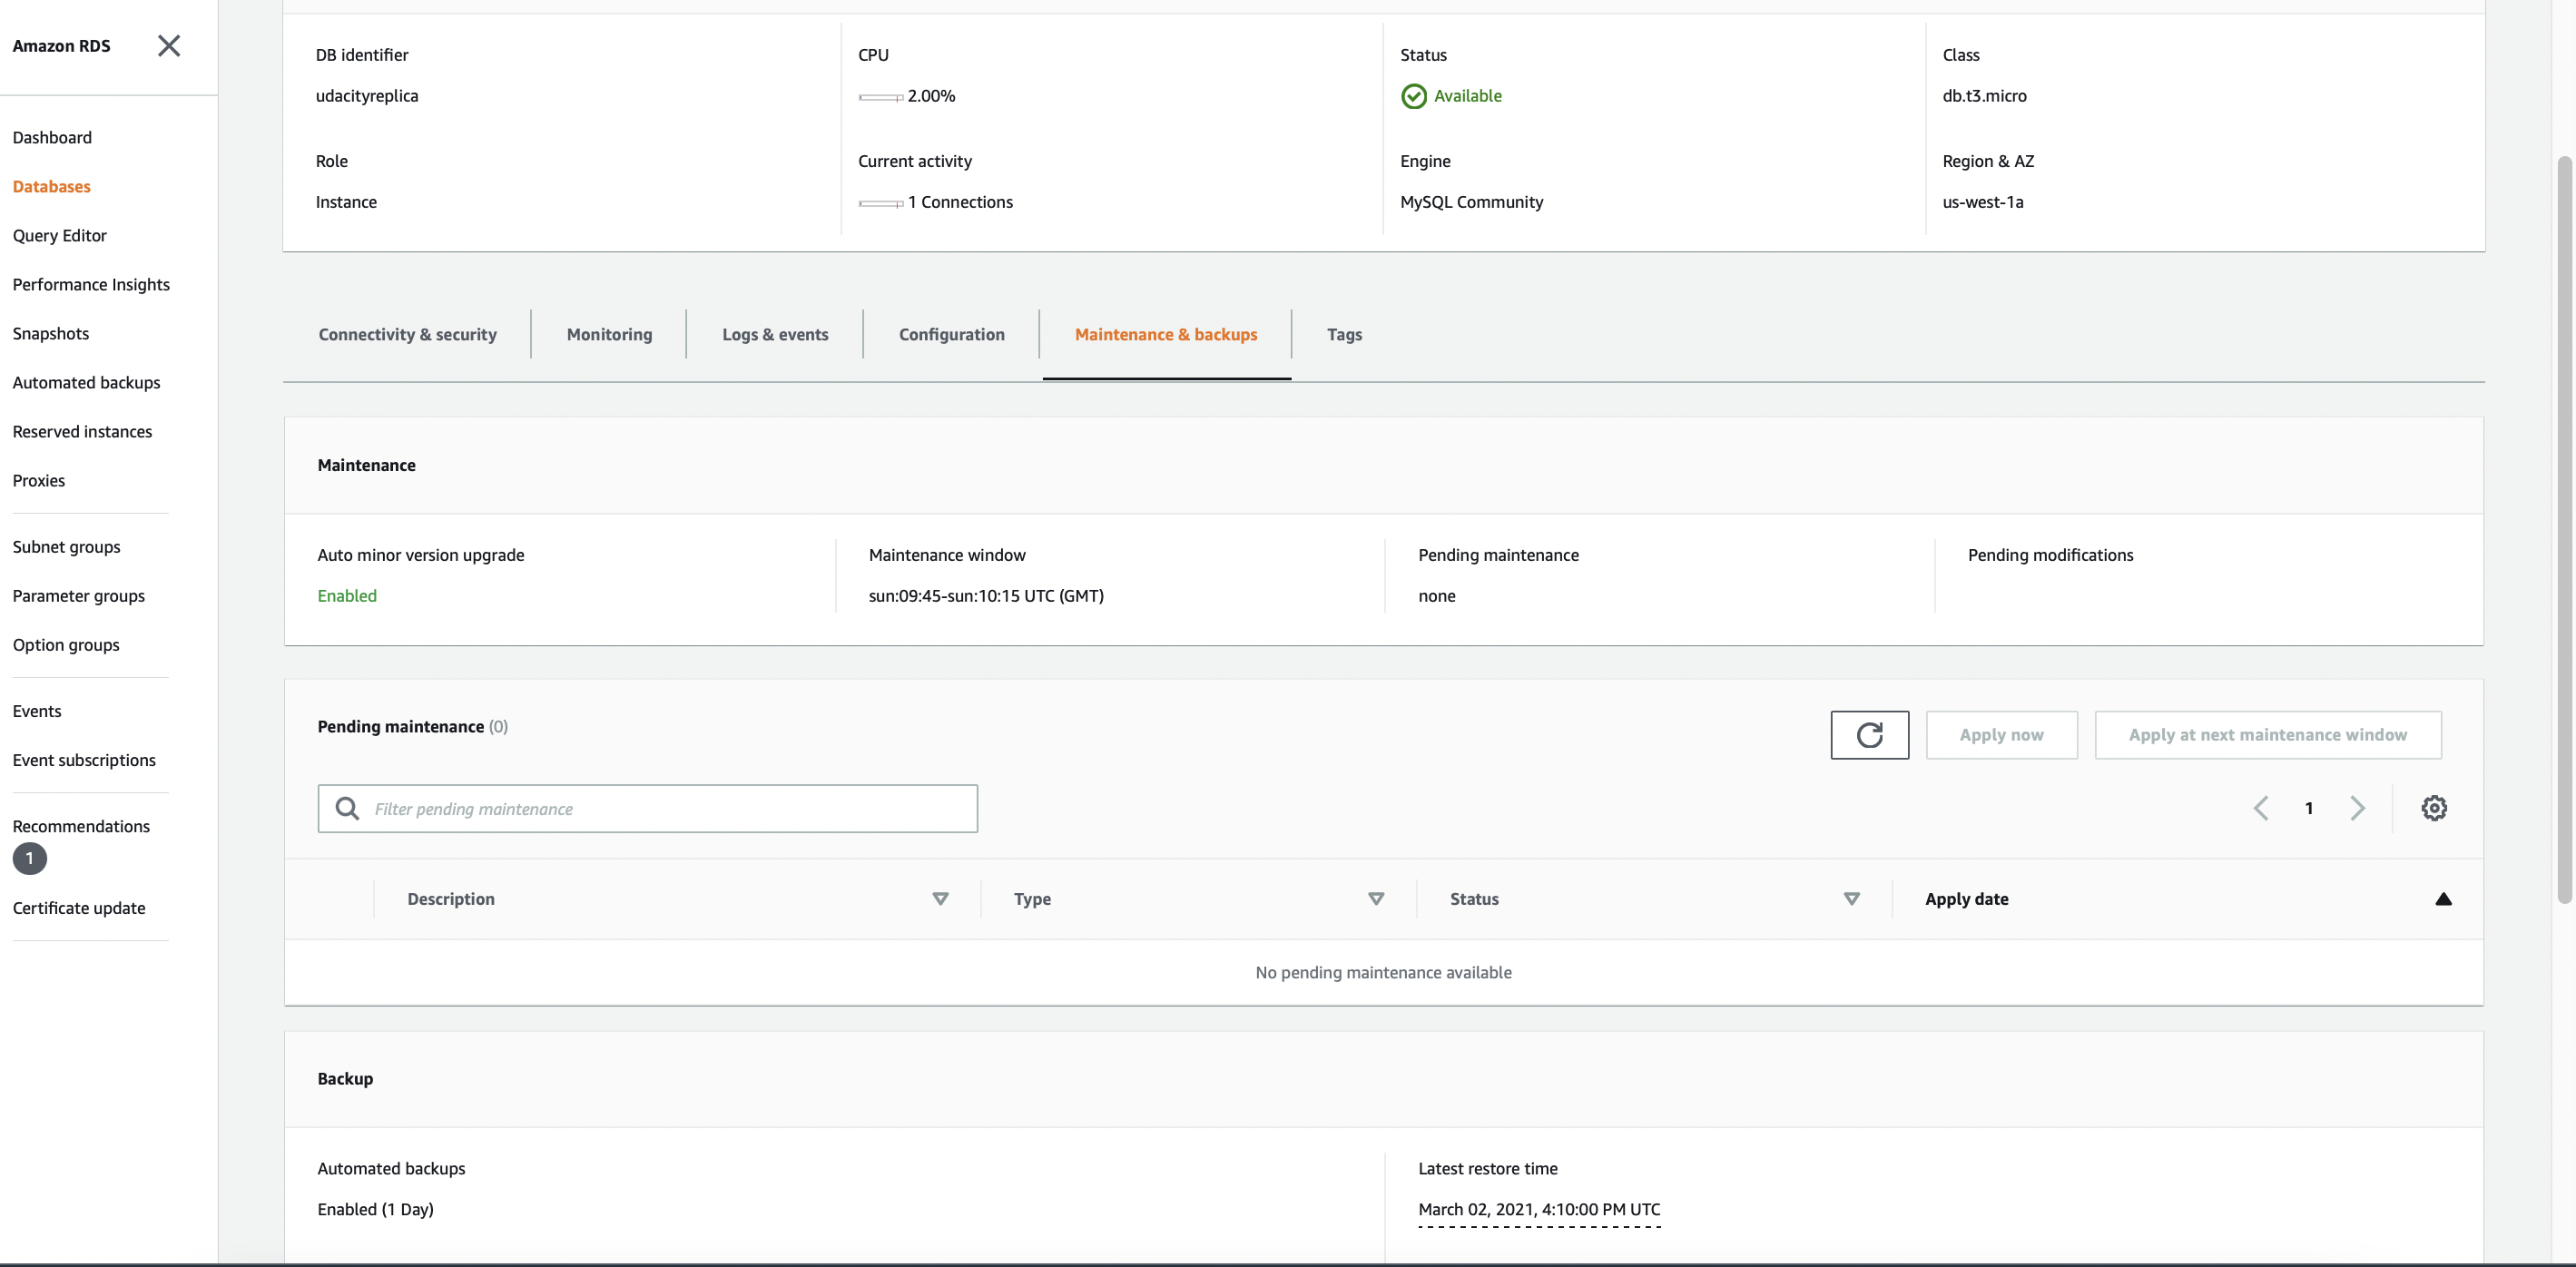 Amazon RDS
Dashboard
Databases
Query Editor
Performance Insights
Snapshots
Automated backups
Reserved instances
Proxies
Subnet groups
Parameter groups
Option groups
Events
Event subscriptions
Recommendations
1
Certificate update
DB identifier
udacityreplica
CPU
2.00%
Status
Available
Class
db.t3.micro
Role
Instance
Current activity
1 Connections
Engine
MySQL Community
Region & AZ
us-west-1a
Connectivity & security
Monitoring
Logs & events
Configuration
Maintenance & backups
Tags
Maintenance
Auto minor version upgrade
Enabled
Maintenance window
sun:09:45-sun:10:15 UTC (GMT)
Pending maintenance
none
Pending modifications
Pending maintenance (0)
Apply now
Apply at next maintenance window
Filter pending maintenance
1
Description
Type
Status
Apply date
No pending maintenance available
Backup
Automated backups
Enabled (1 Day)
Latest restore time
March 02, 2021, 4:10:00 PM UTC